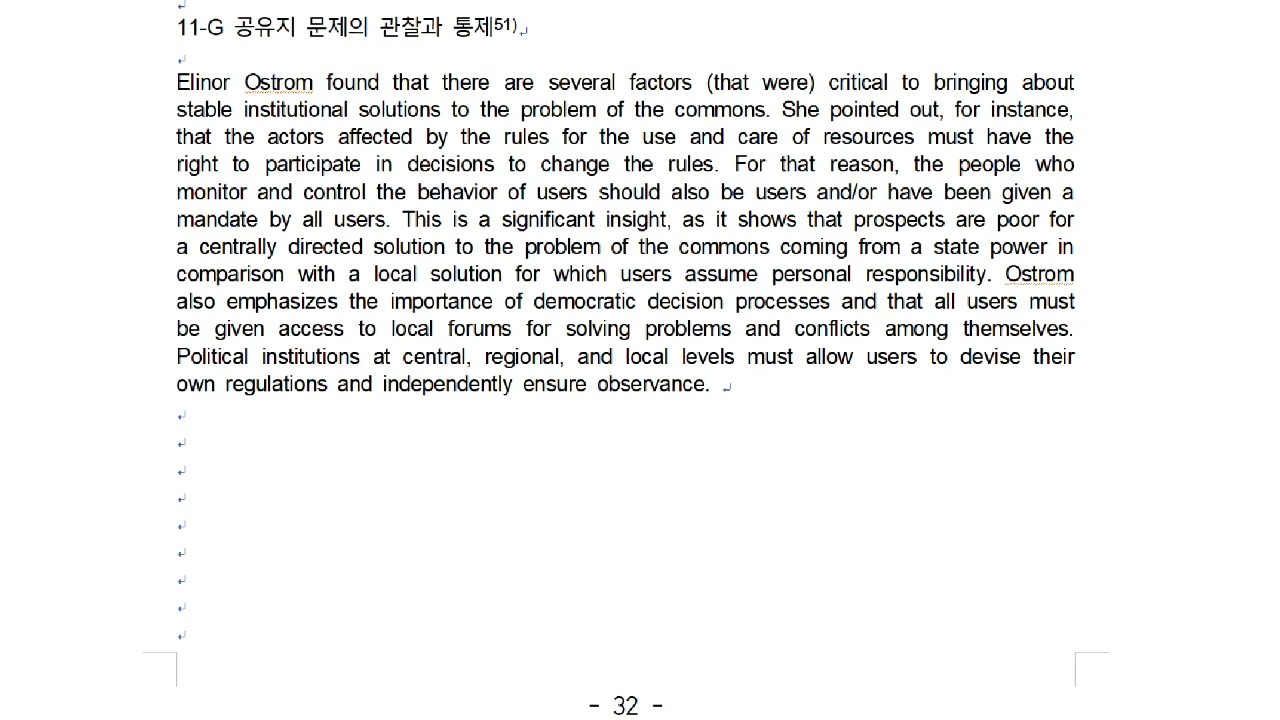 11-G 공유지 문제의 관찰과 통제51)
Elinor Ostrom found that there are several factors (that were) critical to bringing about
stable institutional solutions to the problem of the commons. She pointed out, for instance,
that the actors affected by the rules for the use and care of resources must have the
right to participate in decisions to change the rules. For that reason, the people who
monitor and control the behavior of users should also be users and/or have been given a
mandate by all users. This is a significant insight, as it shows that prospects are poor for
a centrally directed solution to the problem of the commons coming from a state power in
comparison with a local solution for which users assume personal responsibility. Ostrom
also emphasizes the importance of democratic decision processes and that all users must
be given access to local forums for solving problems and conflicts among themselves.
Political institutions at central, regional, and local levels must allow users to devise their
own regulations and independently ensure observance.
- 32 -